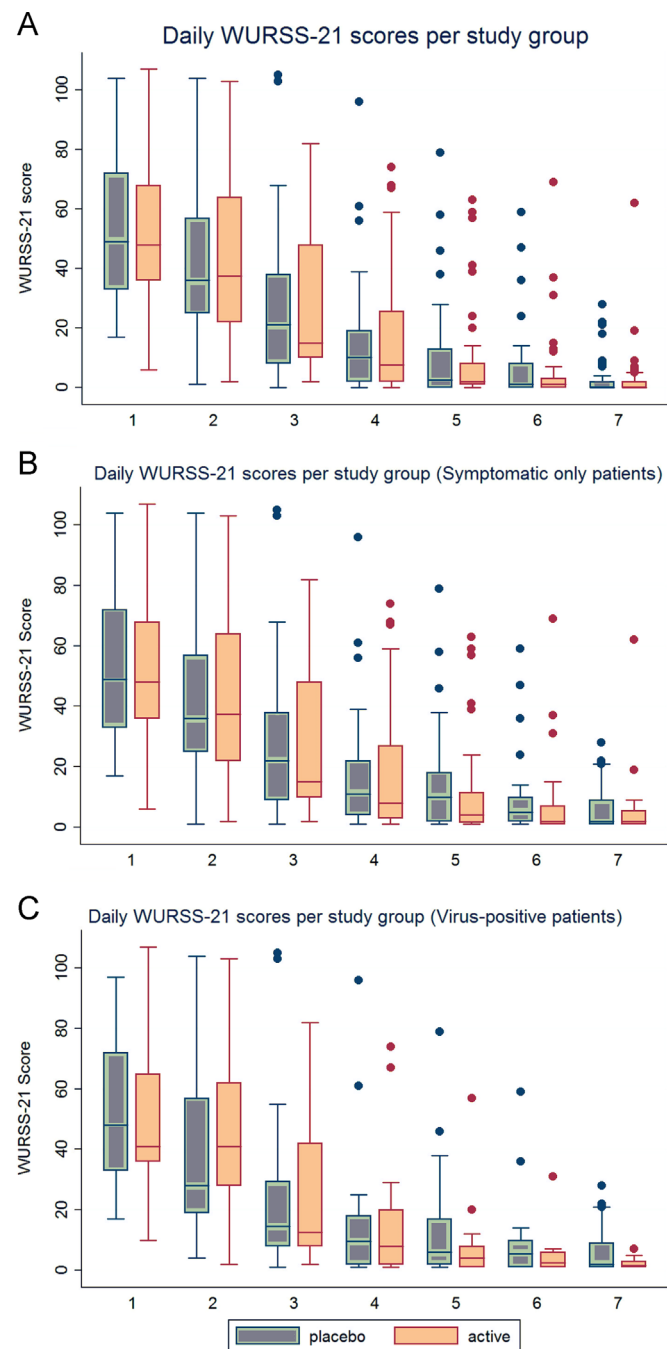 A
Daily WURSS-21 scores per study group
WURSS-21 score
100
80
60
40
20
0
1 2 3 4 5 6 7
B
Daily WURSS-21 scores per study group (Symptomatic only patients)
WURSS-21 Score
100
80
60
40
20
0
1 2 3 4 5 6 7
C
Daily WURSS-21 scores per study group (Virus-positive patients)
WURSS-21 Score
100
80
60
40
20
0
1 2 3 4 5 6 7
placebo active